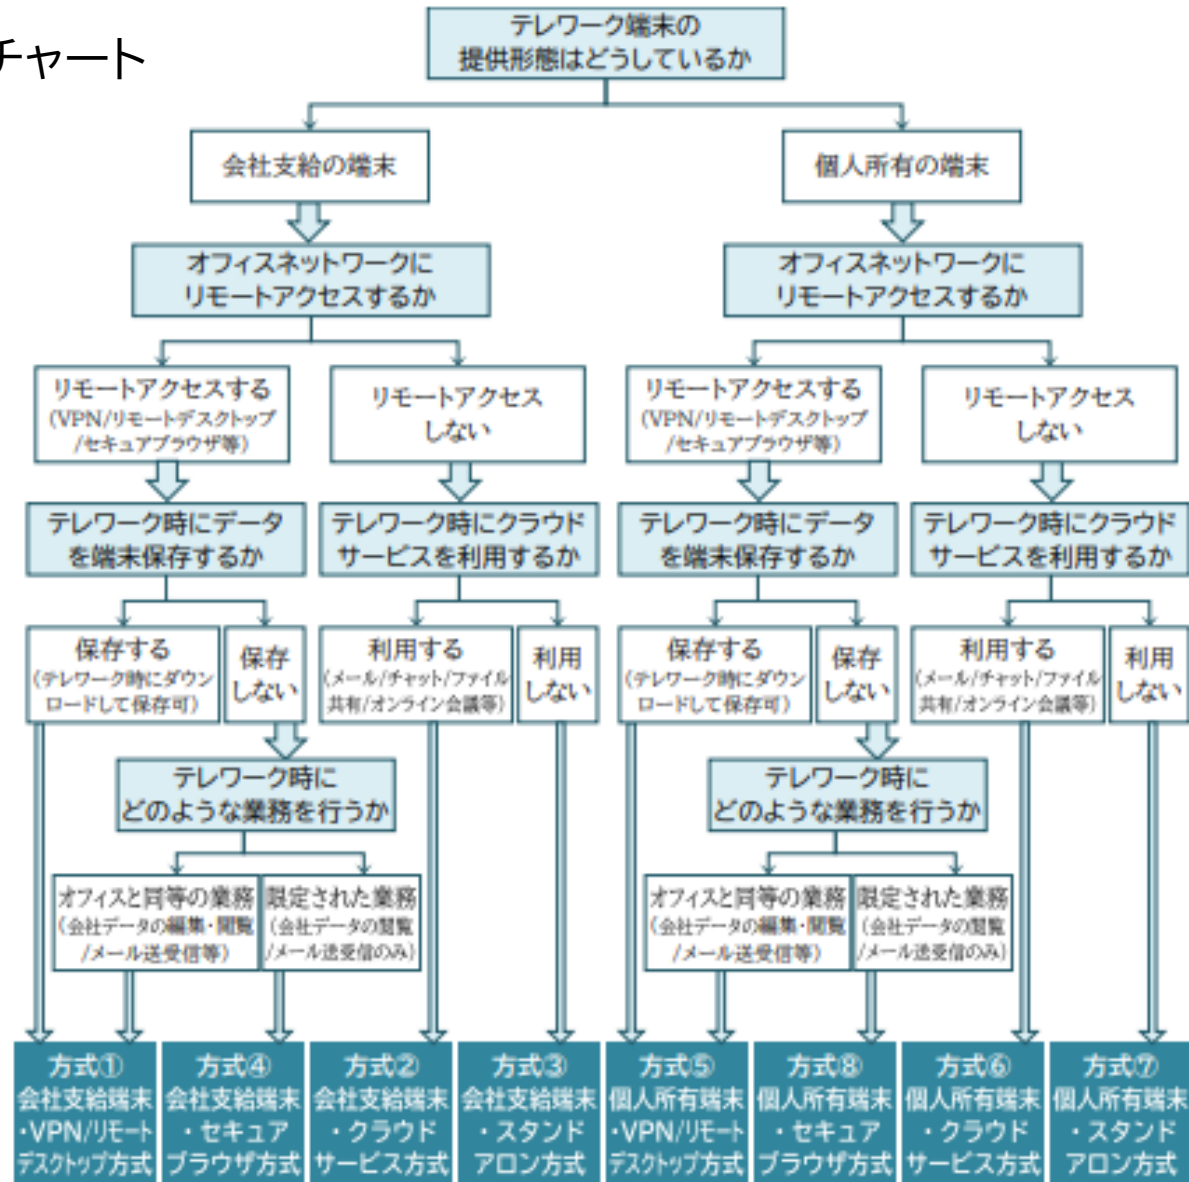 チャート
テレワーク端末の
提供形態はどうしているか
会社支給の端末
個人所有の端末
オフィスネットワークに
リモートアクセスするか
オフィスネットワークに
リモートアクセスするか
リモートアクセスする
（VPN/リモートデスクトップ
/セキュアブラウザ等）
リモートアクセス
しない
リモートアクセスする
（VPN/リモートデスクトップ
/セキュアブラウザ等）
リモートアクセス
しない
テレワーク時にデータ
を端末保存するか
テレワーク時にクラウド
サービスを利用するか
テレワーク時にデータ
を端末保存するか
テレワーク時にクラウド
サービスを利用するか
保存する
（テレワーク時にダウン
ロードして保存可）
保存
しない
利用する
（メール/チャット/ファイル
共有/オンライン会議等）
利用
しない
保存する
（テレワーク時にダウン
ロードして保存可）
保存
しない
利用する
（メール/チャット/ファイル
共有/オンライン会議等）
利用
しない
テレワーク時に
どのような業務を行うか
テレワーク時に
どのような業務を行うか
オフィスと同等の業務
（会社データの編集・閲覧
/メール送受信等）
限定された業務
（会社データの閲覧
/メール送受信のみ）
オフィスと同等の業務
（会社データの編集・閲覧
/メール送受信等）
限定された業務
（会社データの閲覧
/メール送受信のみ）
方式①
会社支給端末
・VPN/リモート
デスクトップ方式
方式④
会社支給端末
・セキュア
ブラウザ方式
方式②
会社支給端末
・クラウド
サービス方式
方式③
会社支給端末
・スタンド
アロン方式
方式⑤
個人所有端末
・VPN/リモート
デスクトップ方式
方式⑧
個人所有端末
・セキュア
ブラウザ方式
方式⑥
個人所有端末
・クラウド
サービス方式
方式⑦
個人所有端末
・スタンド
アロン方式